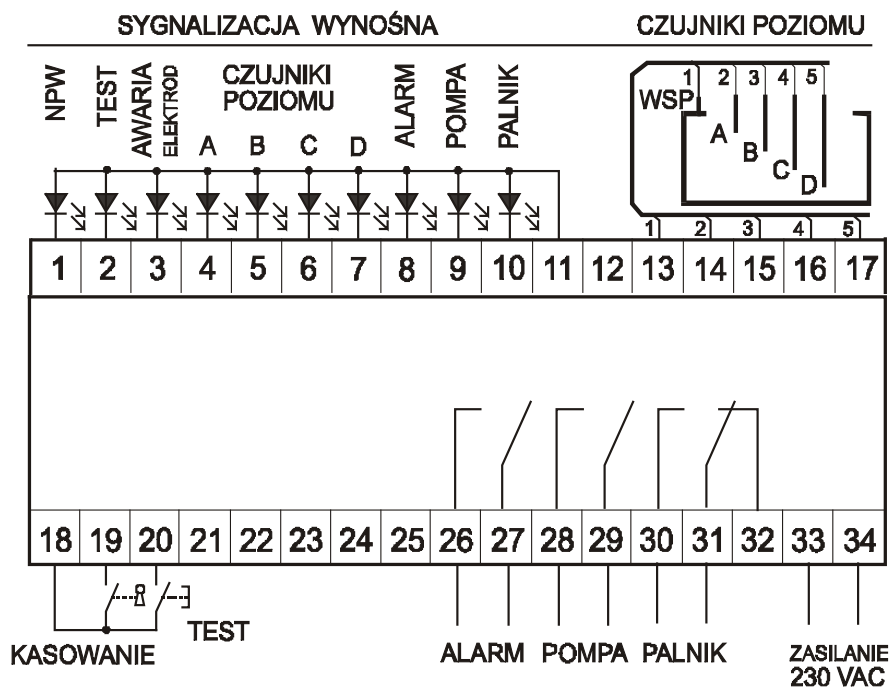 SYGNALIZACJA WYNOŚNA
CZUJNIKI POZIOMU
NPW
TEST
AWARIA
ELEKTROD
CZUJNIKI
POZIOMU
A B C D
ALARM
POMPA
PALNIK
1 2 3 4 5
WSP
A
B
C
D
1 2 3 4 5
1 2 3 4 5 6 7 8 9 10 11 12 13 14 15 16 17
18 19 20 21 22 23 24 25 26 27 28 29 30 31 32 33 34
TEST
KASOWANIE
ALARM POMPA PALNIK
ZASILANIE
230 VAC